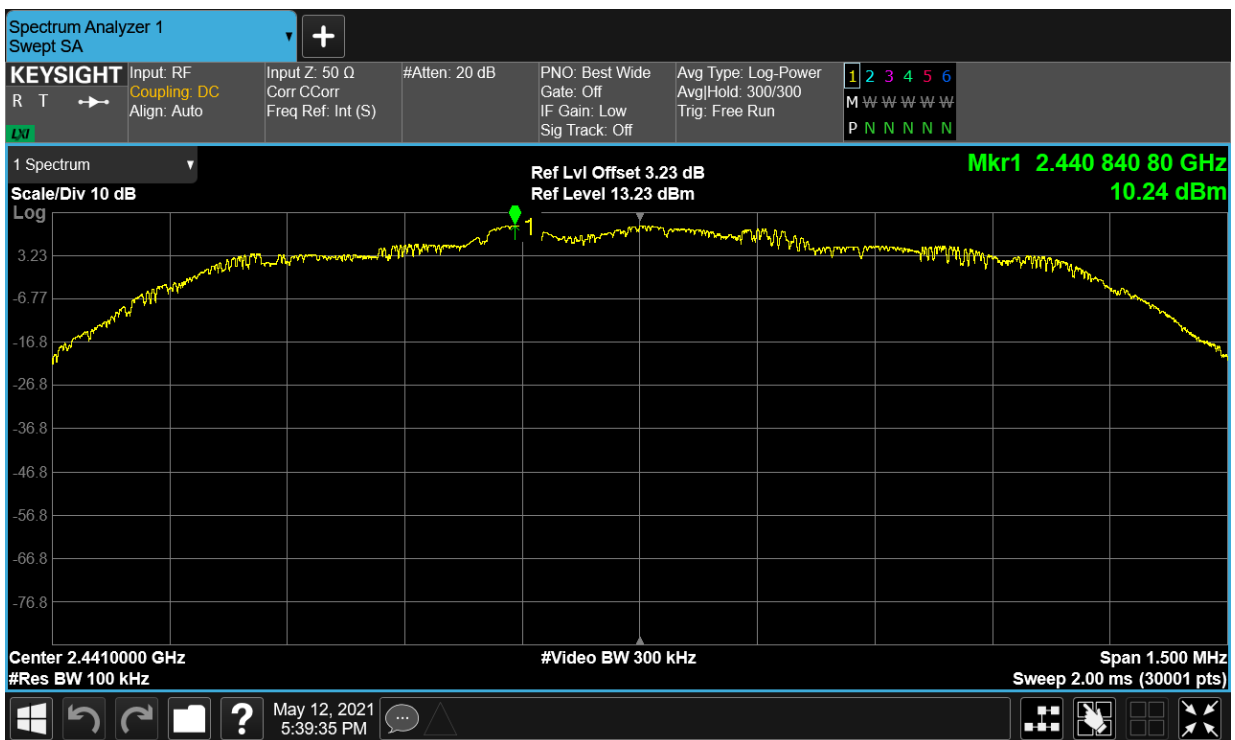 Spectrum Analyzer 1
Swept SA
KEYSIGHT
R T
LXI
Input: RF
Coupling: DC
Align: Auto
Input Z: 50 Ω
Corr CCorr
Freq Ref: Int (S)
#Atten: 20 dB
PNO: Best Wide
Gate: Off
IF Gain: Low
Sig Track: Off
Avg Type: Log-Power
Avg|Hold: 300/300
Trig: Free Run
1 2 3 4 5 6
M W W W W W
P N N N N N
1 Spectrum
Scale/Div 10 dB
Ref Lvl Offset 3.23 dB
Ref Level 13.23 dBm
Mkr1 2.440 840 80 GHz
10.24 dBm
Log
1
3.23
-6.77
-16.8
-26.8
-36.8
-46.8
-56.8
-66.8
-76.8
Center 2.4410000 GHz
#Res BW 100 kHz
#Video BW 300 kHz
Span 1.500 MHz
Sweep 2.00 ms (30001 pts)
?
May 12, 2021
5:39:35 PM